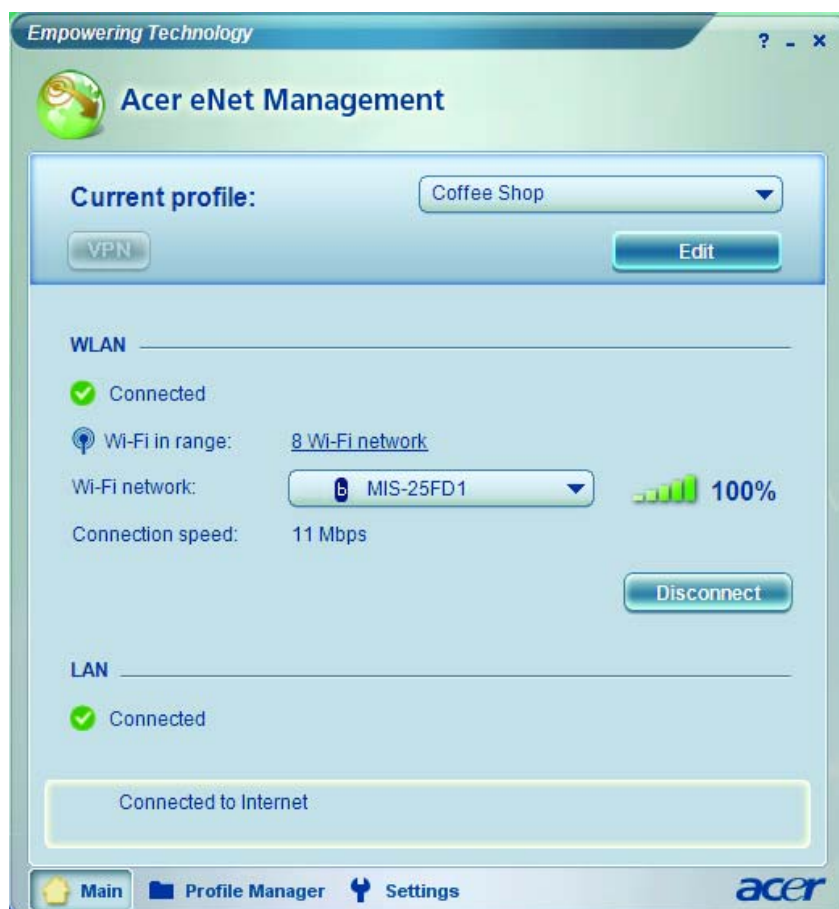 Empowering Technology
? - ×
Acer eNet Management
Current profile:
Coffee Shop
VPN
Edit
WLAN
Connected
Wi-Fi in range: 8 Wi-Fi network
Wi-Fi network: b MIS-25FD1 100%
Connection speed: 11 Mbps
Disconnect
LAN
Connected
Connected to Internet
Main Profile Manager Settings acer